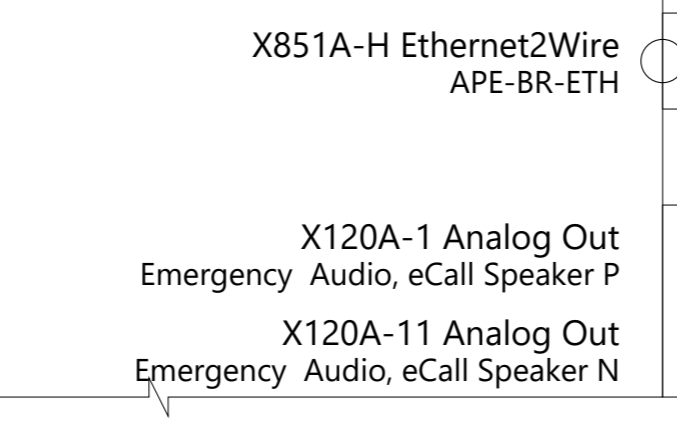 X851A-H Ethernet2Wire
APE-BR-ETH
X120A-1 Analog Out
Emergency  Audio, eCall Speaker P
X120A-11 Analog Out
Emergency  Audio, eCall Speaker N